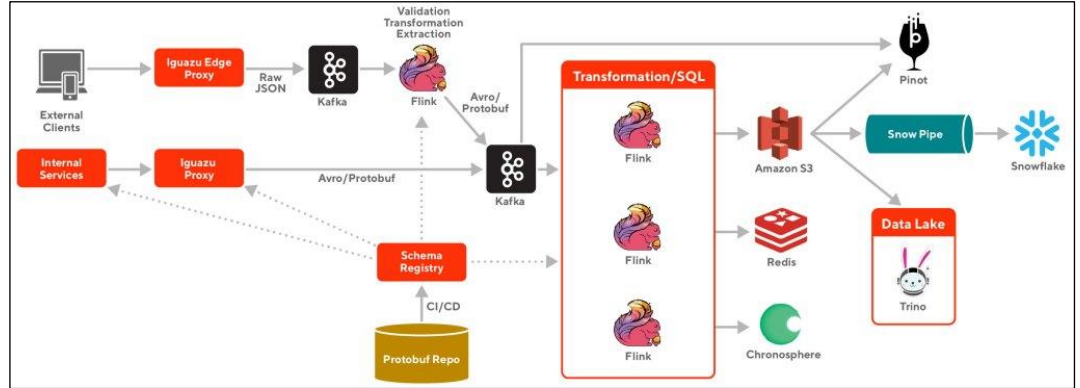 Validation
Transformation
Extraction
External
Clients
Iguazu Edge
Proxy
Raw
JSON
Kafka
Flink
Avro/
Protobuf
Internal
Services
Iguazu
Proxy
Avro/Protobuf
Kafka
Schema
Registry
CI/CD
Protobuf Repo
Transformation/SQL
Flink
Flink
Flink
Amazon S3
Redis
Chronosphere
p
Pinot
Snow Pipe
Snowflake
Data Lake
Trino